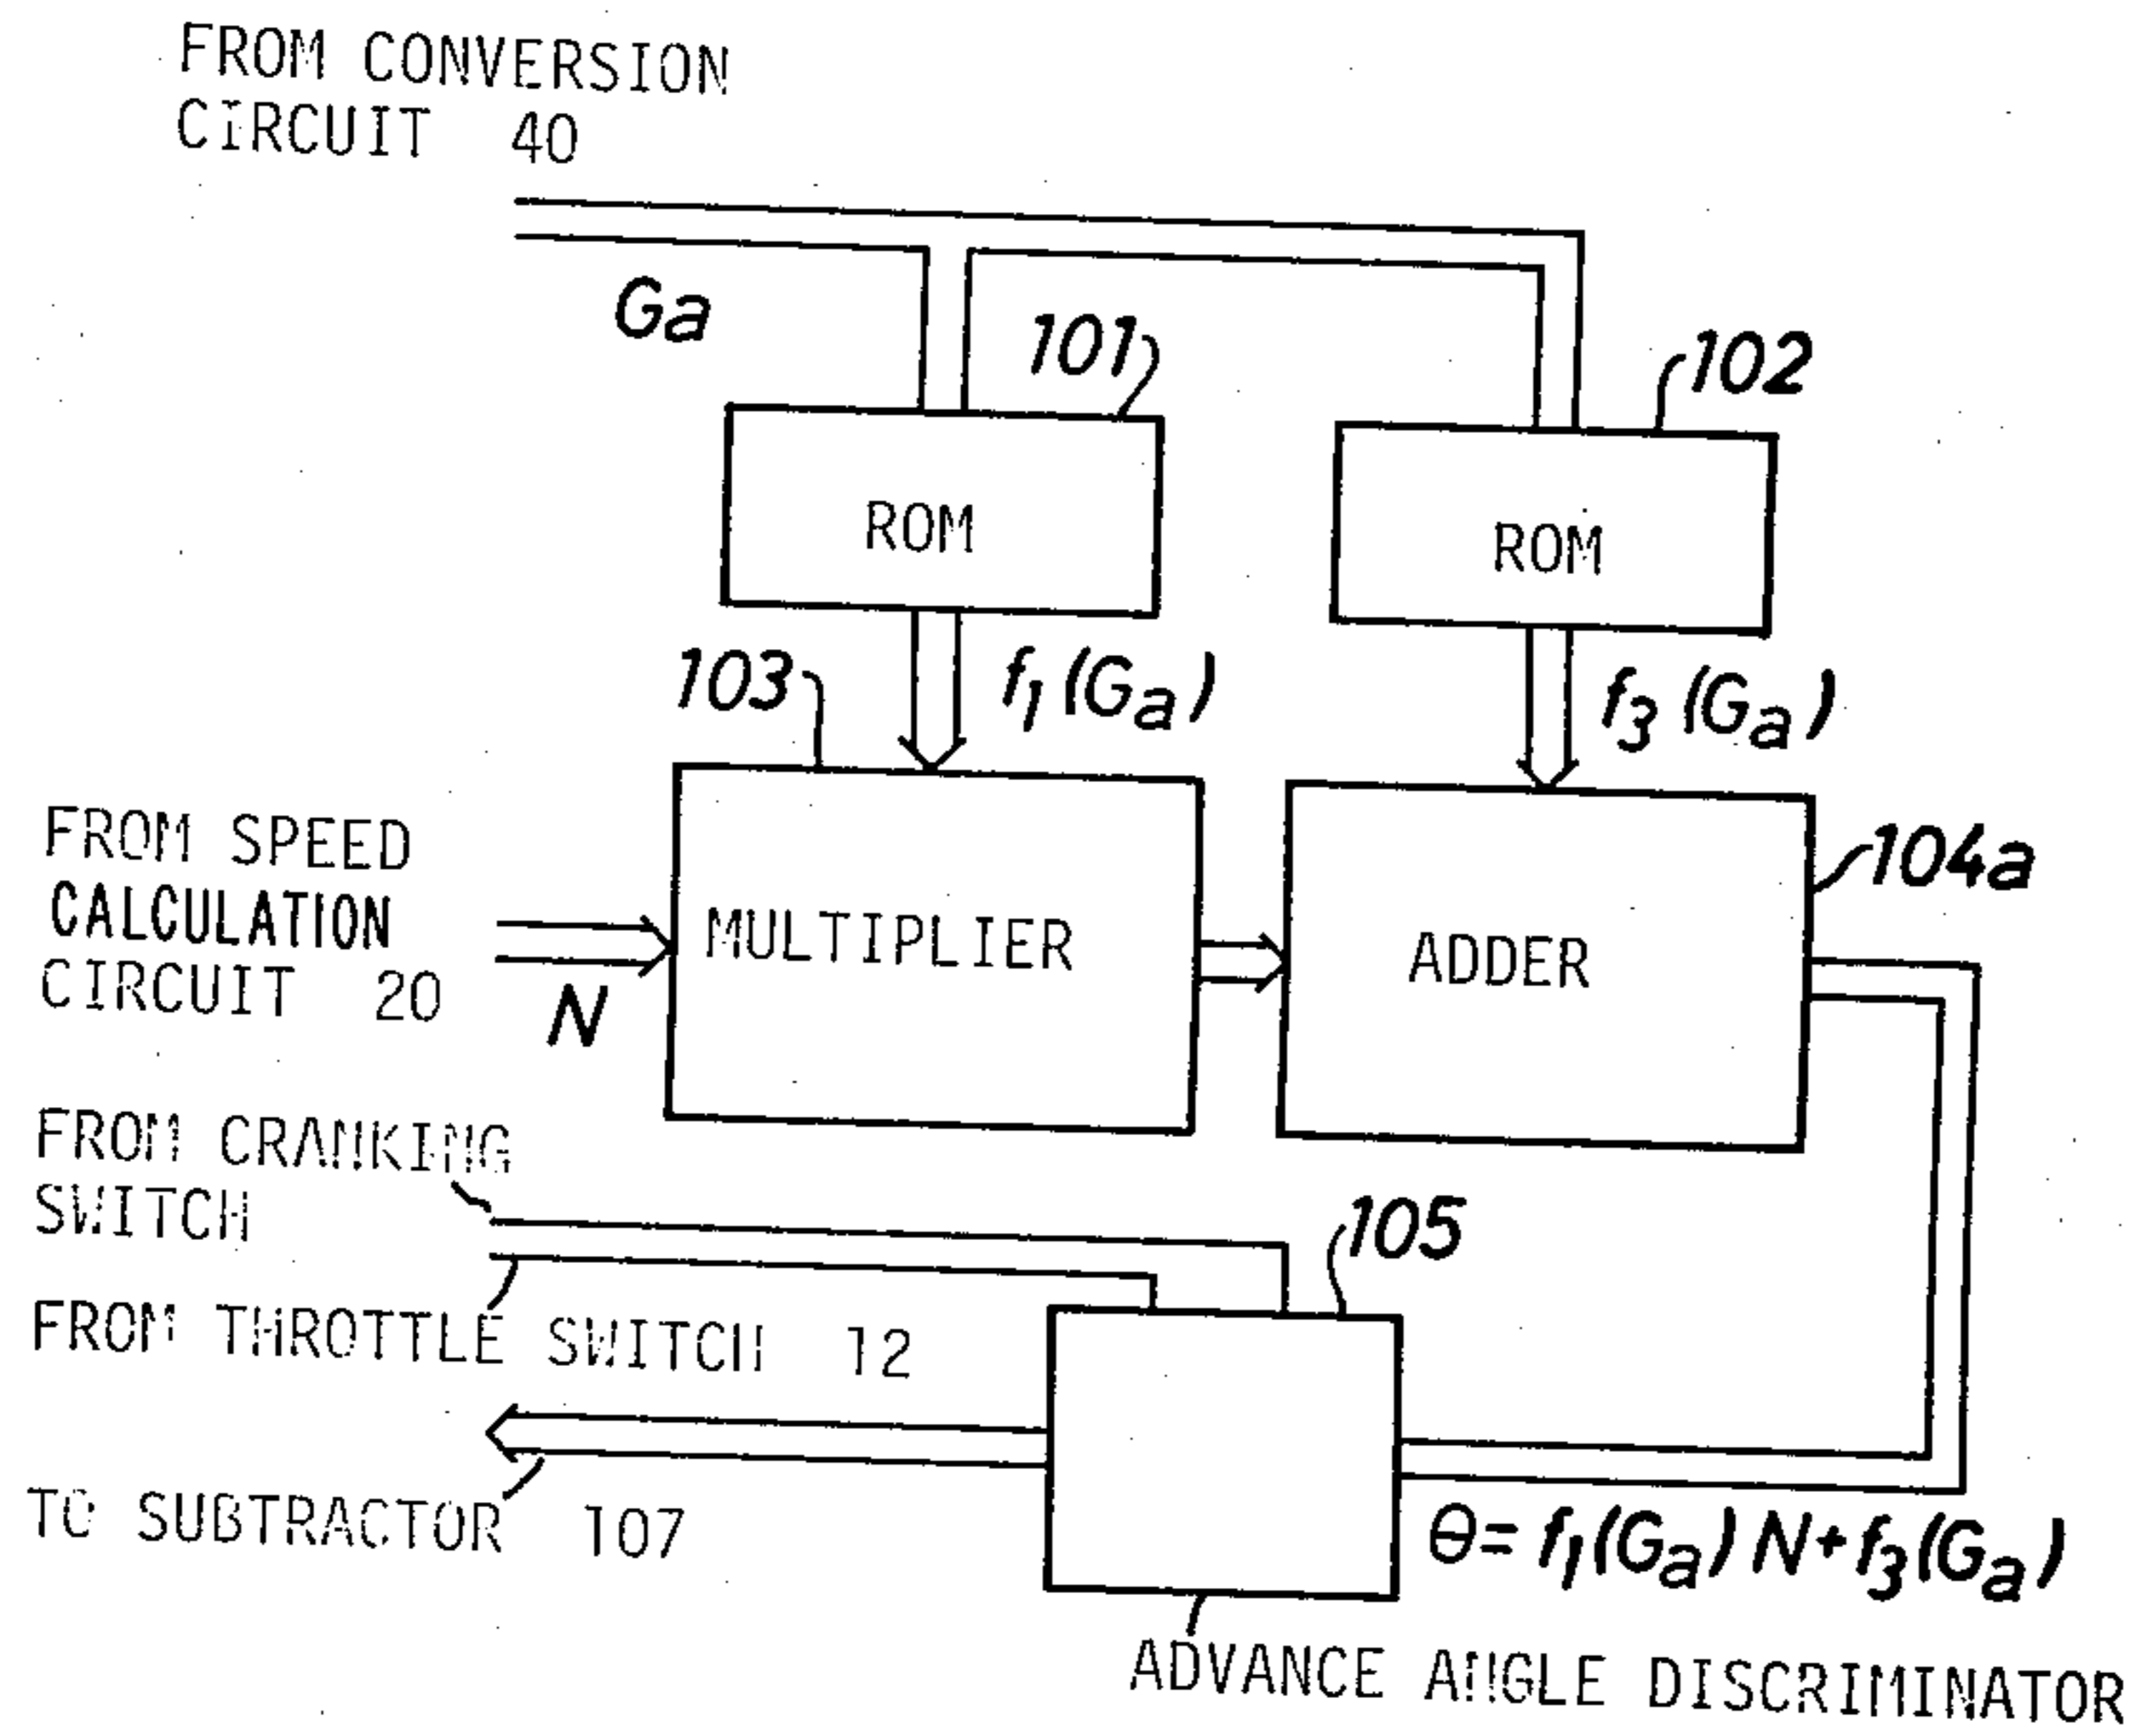 FROM CONVERSION
CIRCUIT 40
Ga
101
102
ROM
ROM
103
f1(Ga)
f3(Ga)
FROM SPEED
CALCULATION
CIRCUIT 20
N
MULTIPLIER
ADDER
104a
FROM CRANKING
SWITCH
105
FROM THROTTLE SWITCH 12
TO SUBTRACTOR 107
Θ= f1(Ga) N+f3(Ga)
ADVANCE ANGLE DISCRIMINATOR